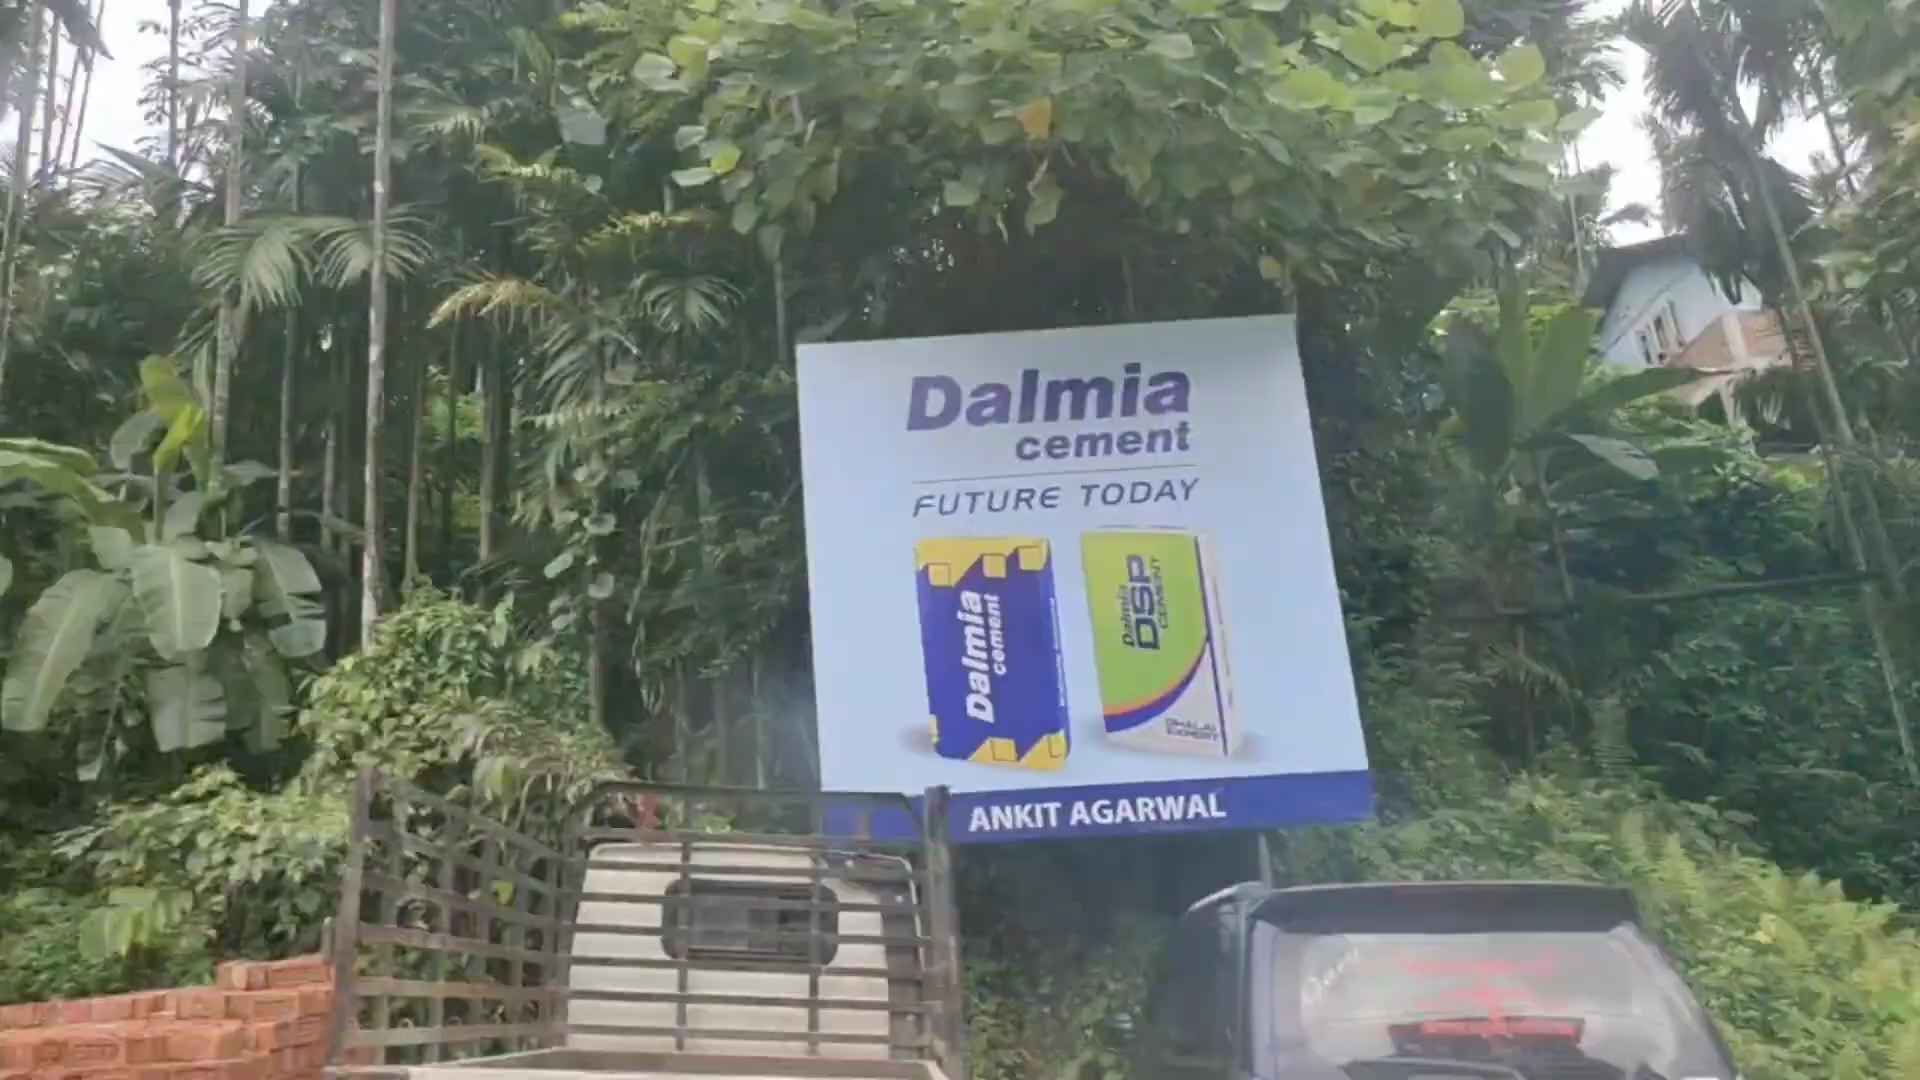 Dalmia
cement
FUTURE TODAY
Dalmia
cement
Dalmia
DSP
CEMENT
DHALAI
EXPERT
ANKIT AGARWAL